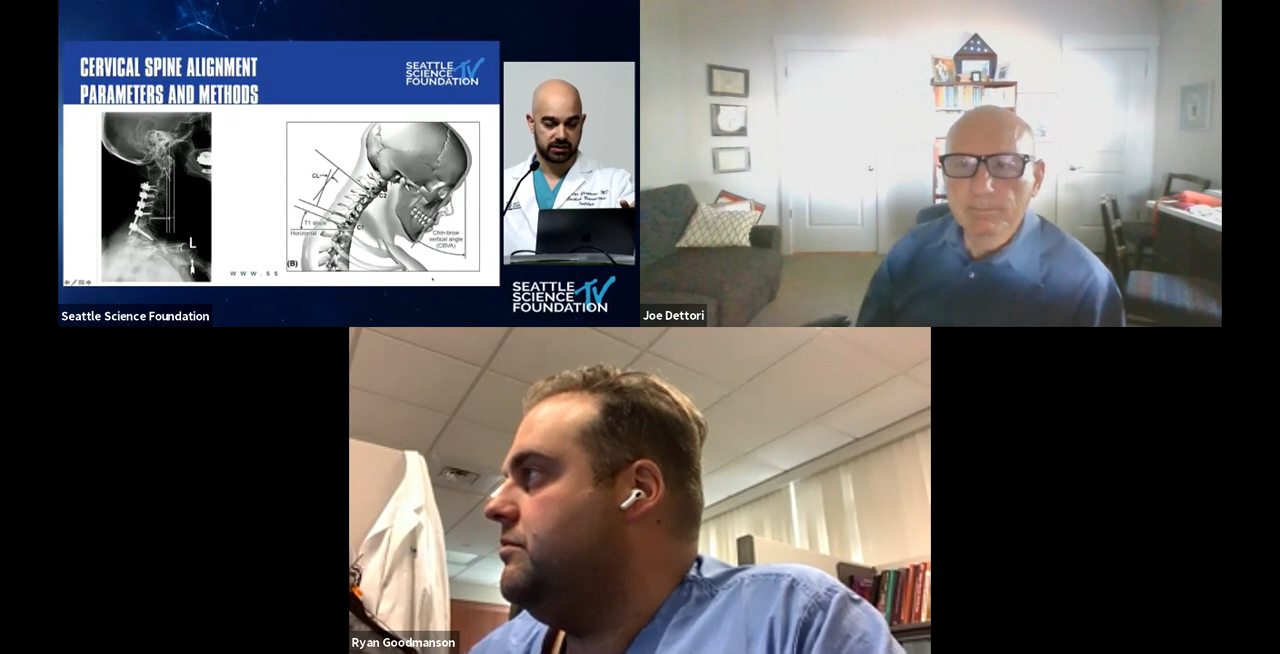 CERVICAL SPINE ALIGNMENT
PARAMETERS AND METHODS
SEATTLE
SCIENCE TV
FOUNDATION
CL
C2
T1 slope
Horizontal
C7
Chin-brow
vertical angle
(CBVA)
(B)
L
www.ss
SEATTLE
SCIENCE TV
FOUNDATION
Seattle Science Foundation
Joe Dettori
Ryan Goodmanson